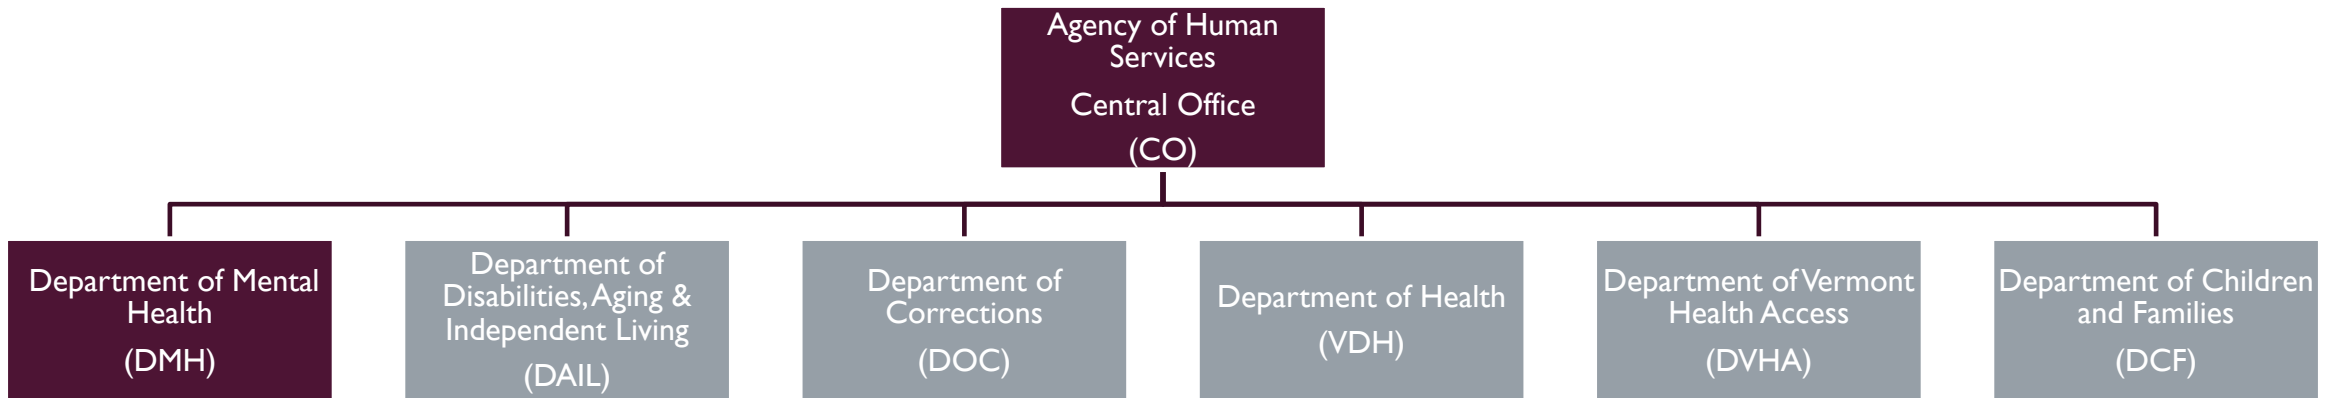 Agency of Human
Services
Central Office
(CO)
Department of Mental
Health
(DMH)
Department of
Disabilities, Aging &
Independent Living
(DAIL)
Department of
Corrections
(DOC)
Department of Health
(VDH)
Department of Vermont
Health Access
(DVHA)
Department of Children
and Families
(DCF)